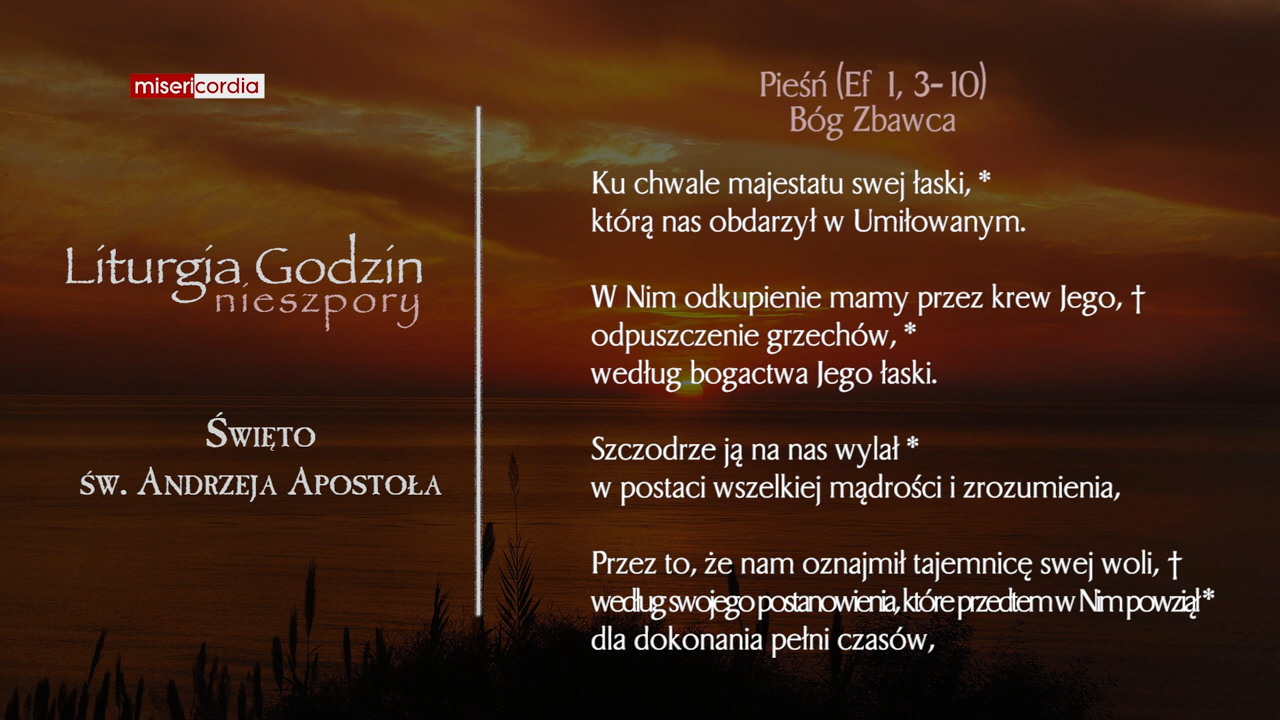 misericordia
Liturgia Godzin
nieszpory
Święto
św. Andrzeja Apostoła
Pieśń (Ef 1, 3-10)
Bóg Zbawca
Ku chwale majestatu swej łaski, *
którą nas obdarzył w Umiłowanym.
W Nim odkupienie mamy przez krew Jego, †
odpuszczenie grzechów, *
według bogactwa Jego łaski.
Szczodrze ją na nas wylał *
w postaci wszelkiej mądrości i zrozumienia,
Przez to, że nam oznajmił tajemnicę swej woli, †
według swojego postanowienia, które przedtem w Nim powziął *
dla dokonania pełni czasów,